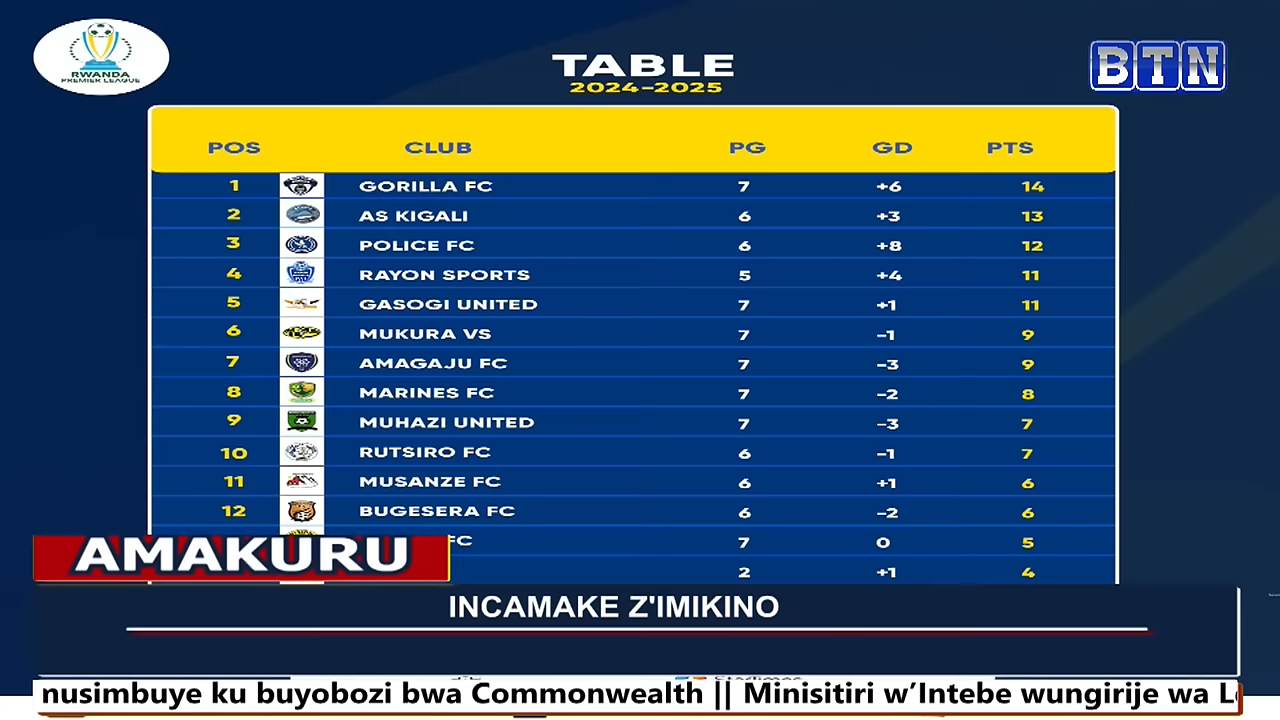 RWANDA
PREMIER LEAGUE
TABLE
2024-2025
BTN
POS CLUB PG GD PTS
1 GORILLA FC 7 +6 14
2 AS KIGALI 6 +3 13
3 POLICE FC 6 +8 12
4 RAYON SPORTS 5 +4 11
5 GASOGI UNITED 7 +1 11
6 MUKURA VS 7 -1 9
7 AMAGAJU FC 7 -3 9
8 MARINES FC 7 -2 8
9 MUHAZI UNITED 7 -3 7
10 RUTSIRO FC 6 -1 7
11 MUSANZE FC 6 +1 6
12 BUGESERA FC 6 -2 6
FC 7 0 5
2 +1 4
AMAKURU
INCAMAKE Z'IMIKINO
nusimbuye ku buyobozi bwa Commonwealth || Minisitiri w’Intebe wungirije wa